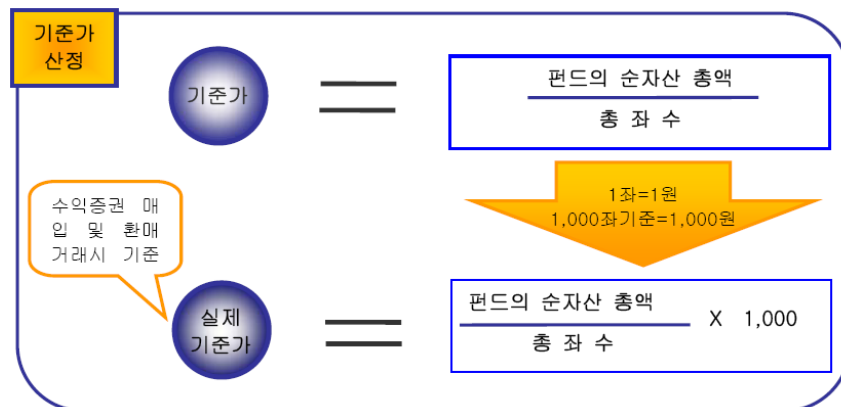 기준가
산정
기준가
펀드의 순자산 총액
총 좌 수
1좌=1원
1,000좌기준=1,000원
수익증권 매
입 및 환매
거래시 기준
실제
기준가
펀드의 순자산 총액
X 1,000
총 좌 수